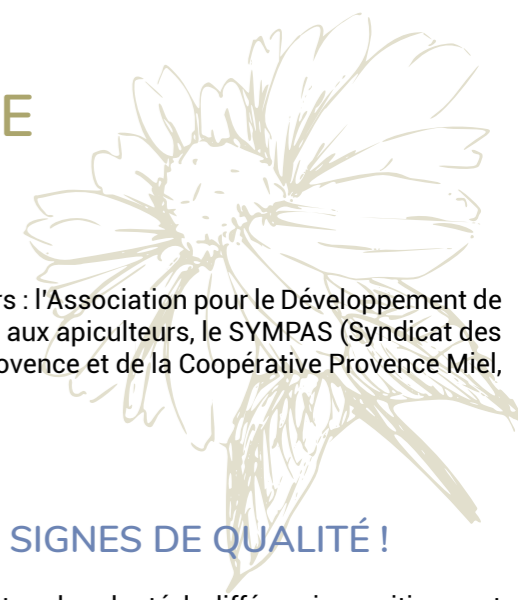 E
rs : l'Association pour le Développement de
aux apiculteurs, le SYMPAS (Syndicat des
ovence et de la Coopérative Provence Miel,
SIGNES DE QUALITÉ !